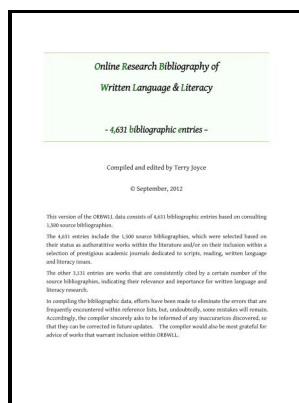 Online Research Bibliography of
Written Language & Literacy
- 4,631 bibliographic entries –
Compiled and edited by Terry Joyce
© September, 2012
This version of the ORBWLL data consists of 4,631 bibliographic entries based on consulting
1,500 source bibliographies.
The 4,631 entries include the 1,500 source bibliographies, which were selected based on
their status as authoratitive works within the literature and/or on their inclusion within a
selection of prestigious academic journals dedicated to scripts, reading, written language
and literacy issues.
The other 3,131 entries are works that are consistently cited by a certain number of the
source bibliographies, indicating their relevance and importance for written language and
literacy research.
In compiling the bibliographic data, efforts have been made to eliminate the errors that are
frequently encountered within reference lists, but, undoubtedly, some mistakes will remain.
Accordingly, the compiler sincerely asks to be informed of any inaccuracies discovered, so
that they can be corrected in future updates. The compiler would also be most grateful for
advice of works that warrant inclusion within ORBWLL.